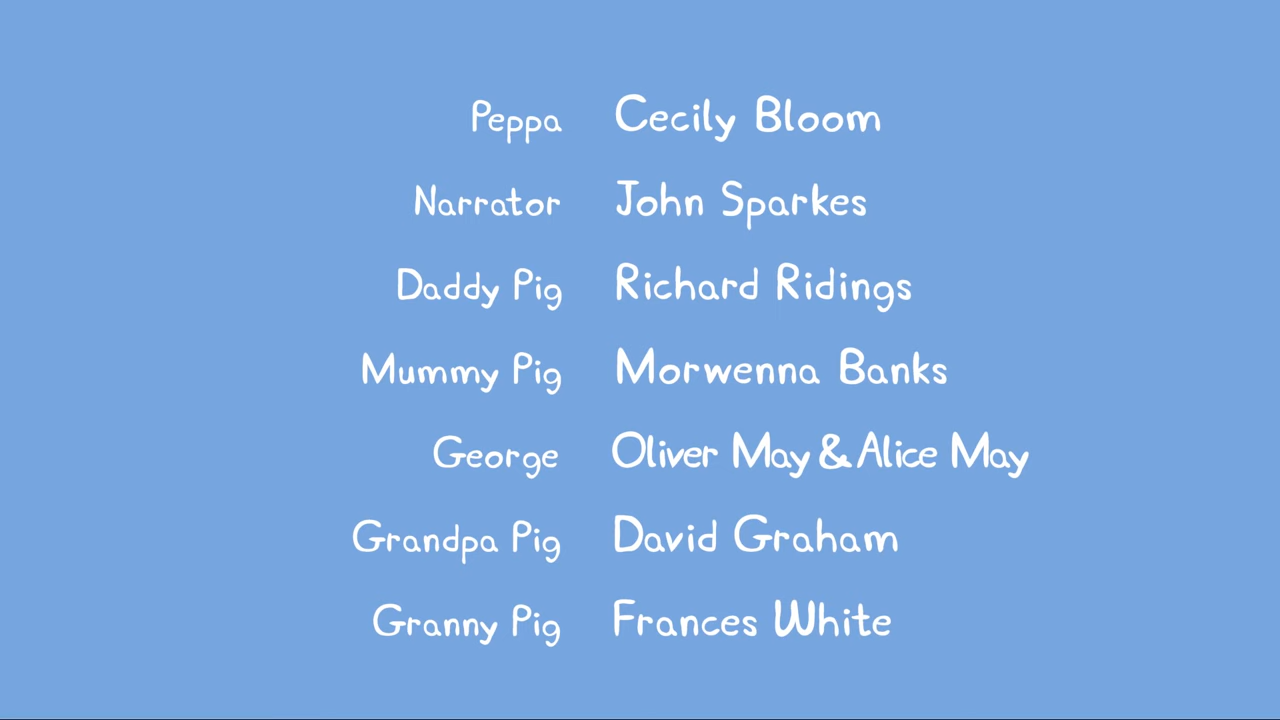 Peppa Cecily Bloom
Narrator John Sparkes
Daddy Pig Richard Ridings
Mummy Pig Morwenna Banks
George Oliver May & Alice May
Grandpa Pig David Graham
Granny Pig Frances White